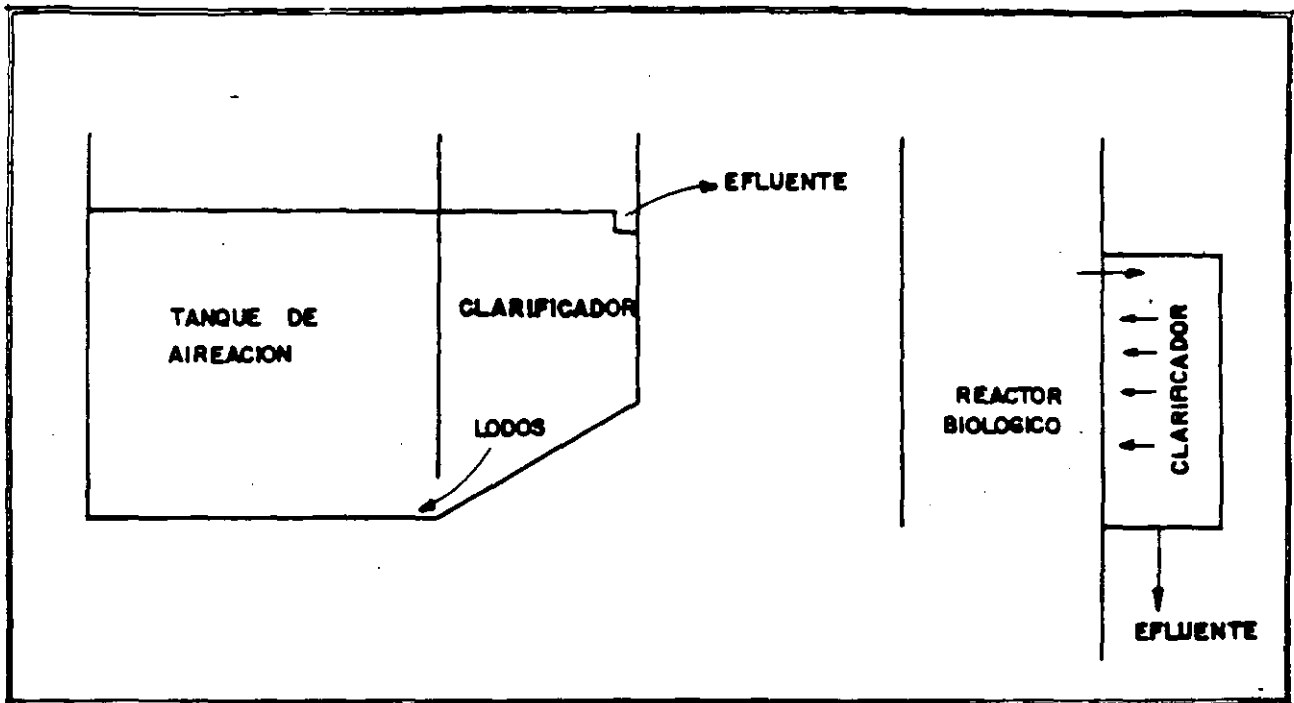 EFLUENTE
TANQUE DE
AIREACION
CLARIFICADOR
LODOS
REACTOR
BIOLOGICO
CLARIFICADOR
EFLUENTE